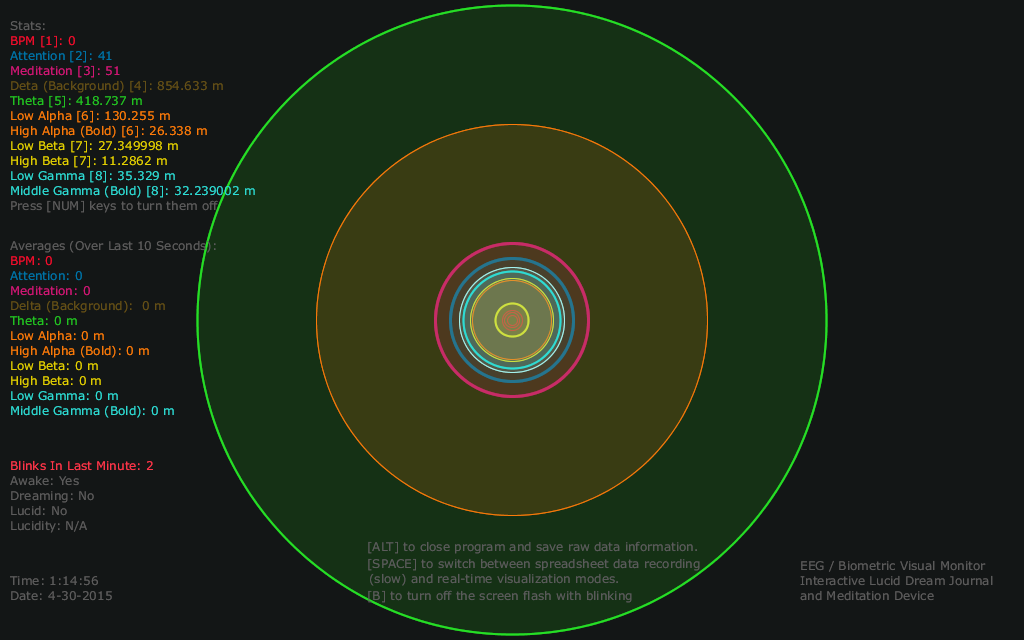 Stats:
BPM [1]: 0
Attention [2]: 41
Meditation [3]: 51
Deta (Background) [4]: 854.633 m
Theta [5]: 418.737 m
Low Alpha [6]: 130.255 m
High Alpha (Bold) [6]: 26.338 m
Low Beta [7]: 27.349998 m
High Beta [7]: 11.2862 m
Low Gamma [8]: 35.329 m
Middle Gamma (Bold) [8]: 32.239002 m
Press [NUM] keys to turn them off.
Averages (Over Last 10 Seconds):
BPM: 0
Attention: 0
Meditation: 0
Delta (Background):  0 m
Theta: 0 m
Low Alpha: 0 m
High Alpha (Bold): 0 m
Low Beta: 0 m
High Beta: 0 m
Low Gamma: 0 m
Middle Gamma (Bold): 0 m
Blinks In Last Minute: 2
Awake: Yes
Dreaming: No
Lucid: No
Lucidity: N/A
Time: 1:14:56
Date: 4-30-2015
[ALT] to close program and save raw data information.
[SPACE] to switch between spreadsheet data recording
(slow) and real-time visualization modes.
[B] to turn off the screen flash with blinking
EEG / Biometric Visual Monitor
Interactive Lucid Dream Journal
and Meditation Device